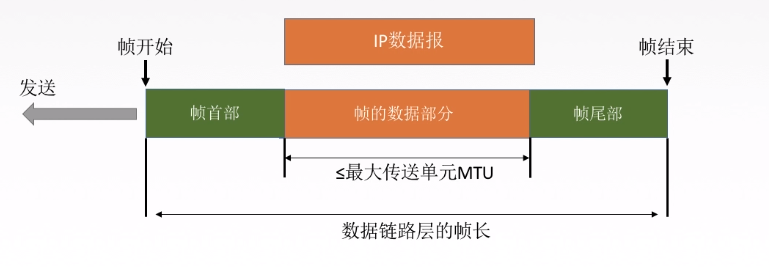 IP数据报
帧开始
帧结束
发送
帧首部
帧的数据部分
帧尾部
≤最大传送单元MTU
数据链路层的帧长